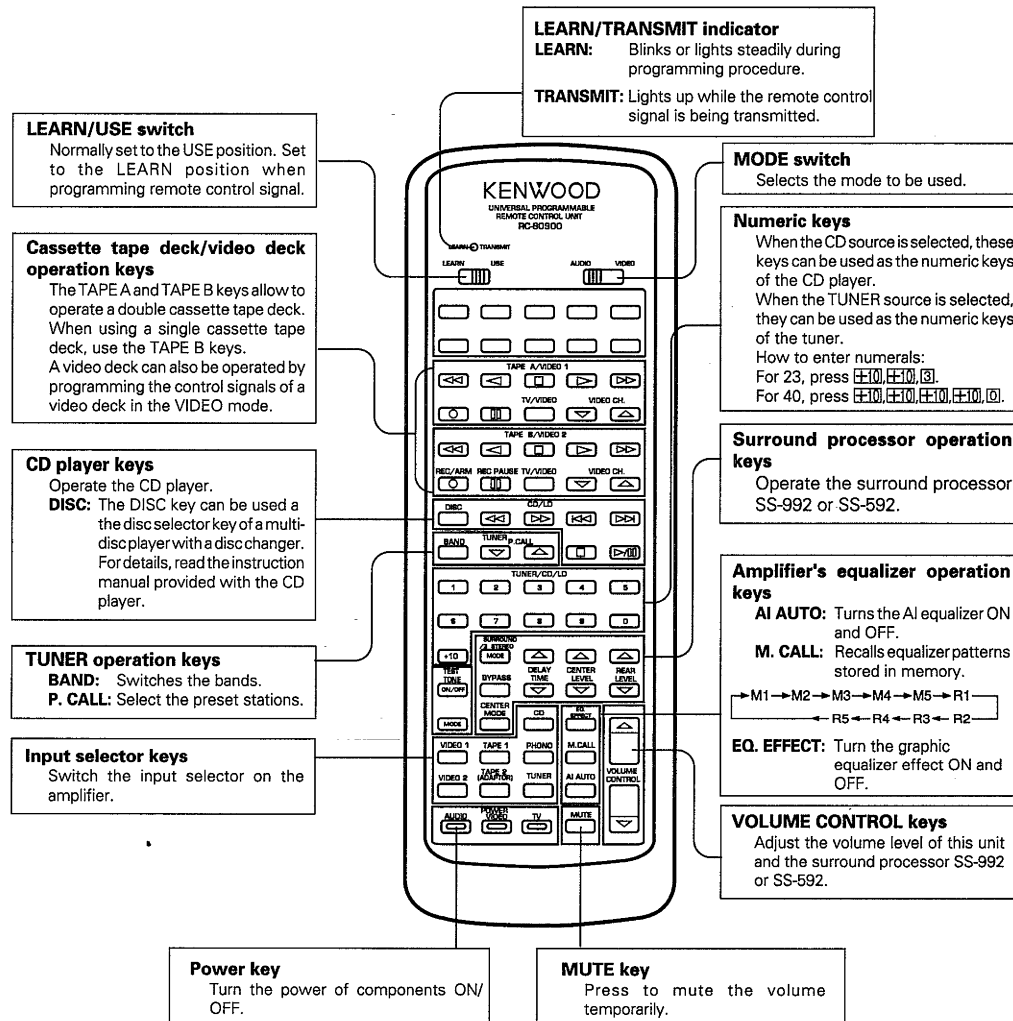 LEARN/TRANSMIT indicator
LEARN: Blinks or lights steadily during
programming procedure.
TRANSMIT: Lights up while the remote control
signal is being transmitted.
LEARN/USE switch
Normally set to the USE position. Set
to the LEARN position when
programming remote control signal.
Cassette tape deck/video deck
operation keys
The TAPE A and TAPE B keys allow to
operate a double cassette tape deck.
When using a single cassette tape
deck, use the TAPE B keys.
A video deck can also be operated by
programming the control signals of a
video deck in the VIDEO mode.
CD player keys
Operate the CD player.
DISC: The DISC key can be used a
the disc selector key of a multi-
disc player with a disc changer.
For details, read the instruction
manual provided with the CD
player.
TUNER operation keys
BAND: Switches the bands.
P. CALL: Select the preset stations.
Input selector keys
Switch the input selector on the
amplifier.
KENWOOD
UNIVERSAL PROGRAMMABLE
REMOTE CONTROL UNIT
RC-80900
LEARN TRANSMIT
LEARN USE AUDIO VIDEO
TAPE A/VIDEO 1
TV/VIDEO VIDEO CH.
TAPE B/VIDEO 2
REC/ARM REC PAUSE TV/VIDEO VIDEO CH.
DISC CD/LD
BAND TUNER P.CALL
TUNER/CD/LD
1 2 3 4 5
6 7 8 9 0
+10 SURROUND /3 STEREO MODE
TEST TONE ON/OFF BYPASS DELAY TIME CENTER LEVEL REAR LEVEL
MODE CENTER MODE CD EQ. EFFECT
VIDEO 1 TAPE 1 PHONO M.CALL
VIDEO 2 TAPE 2 (ADAPTOR) TUNER AI AUTO VOLUME CONTROL
AUDIO POWER VIDEO TV MUTE
MODE switch
Selects the mode to be used.
Numeric keys
When the CD source is selected, these
keys can be used as the numeric keys
of the CD player.
When the TUNER source is selected,
they can be used as the numeric keys
of the tuner.
How to enter numerals:
For 23, press +10, +10, 3.
For 40, press +10, +10, +10, +10, 0.
Surround processor operation
keys
Operate the surround processor
SS-992 or SS-592.
Amplifier's equalizer operation
keys
AI AUTO: Turns the AI equalizer ON
and OFF.
M. CALL: Recalls equalizer patterns
stored in memory.
M1 → M2 → M3 → M4 → M5 → R1
R5 ← R4 ← R3 ← R2
EQ. EFFECT: Turn the graphic
equalizer effect ON and
OFF.
VOLUME CONTROL keys
Adjust the volume level of this unit
and the surround processor SS-992
or SS-592.
Power key
Turn the power of components ON/
OFF.
MUTE key
Press to mute the volume
temporarily.